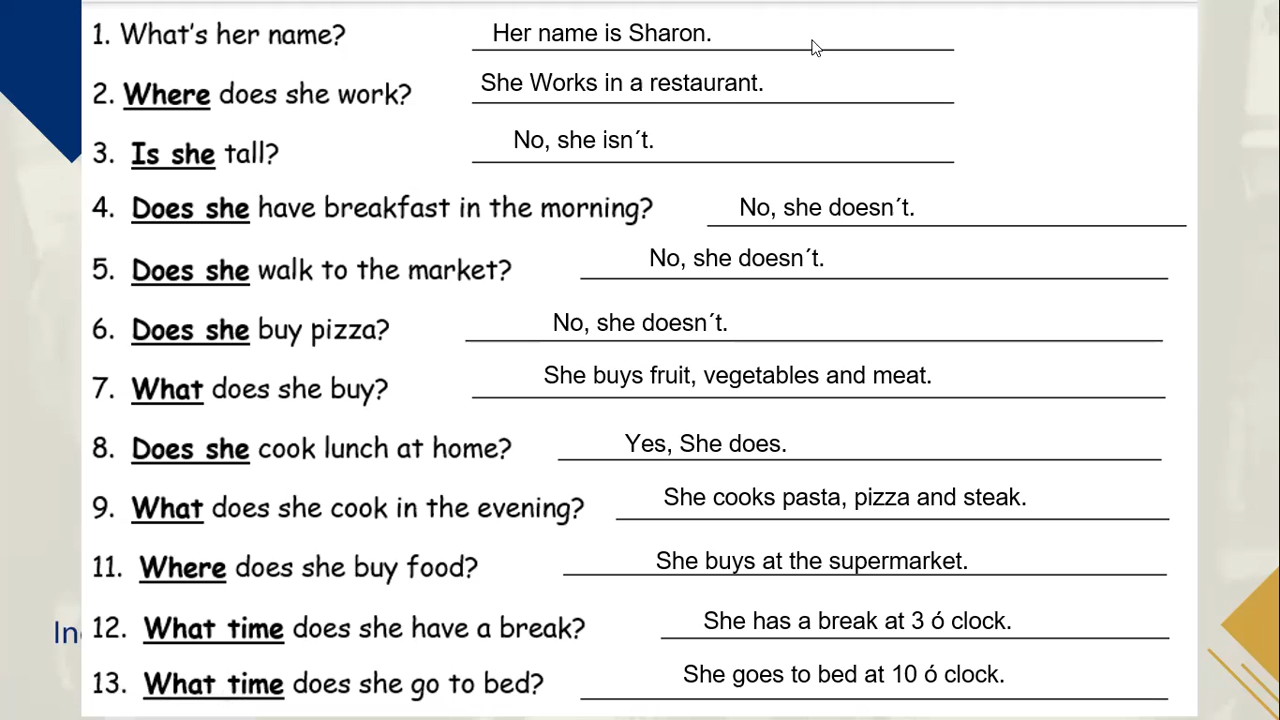 1. What's her name? Her name is Sharon.
2. Where does she work? She Works in a restaurant.
3. Is she tall? No, she isn´t.
4. Does she have breakfast in the morning? No, she doesn´t.
5. Does she walk to the market? No, she doesn´t.
6. Does she buy pizza? No, she doesn´t.
7. What does she buy? She buys fruit, vegetables and meat.
8. Does she cook lunch at home? Yes, She does.
9. What does she cook in the evening? She cooks pasta, pizza and steak.
11. Where does she buy food? She buys at the supermarket.
12. What time does she have a break? She has a break at 3 ó clock.
13. What time does she go to bed? She goes to bed at 10 ó clock.